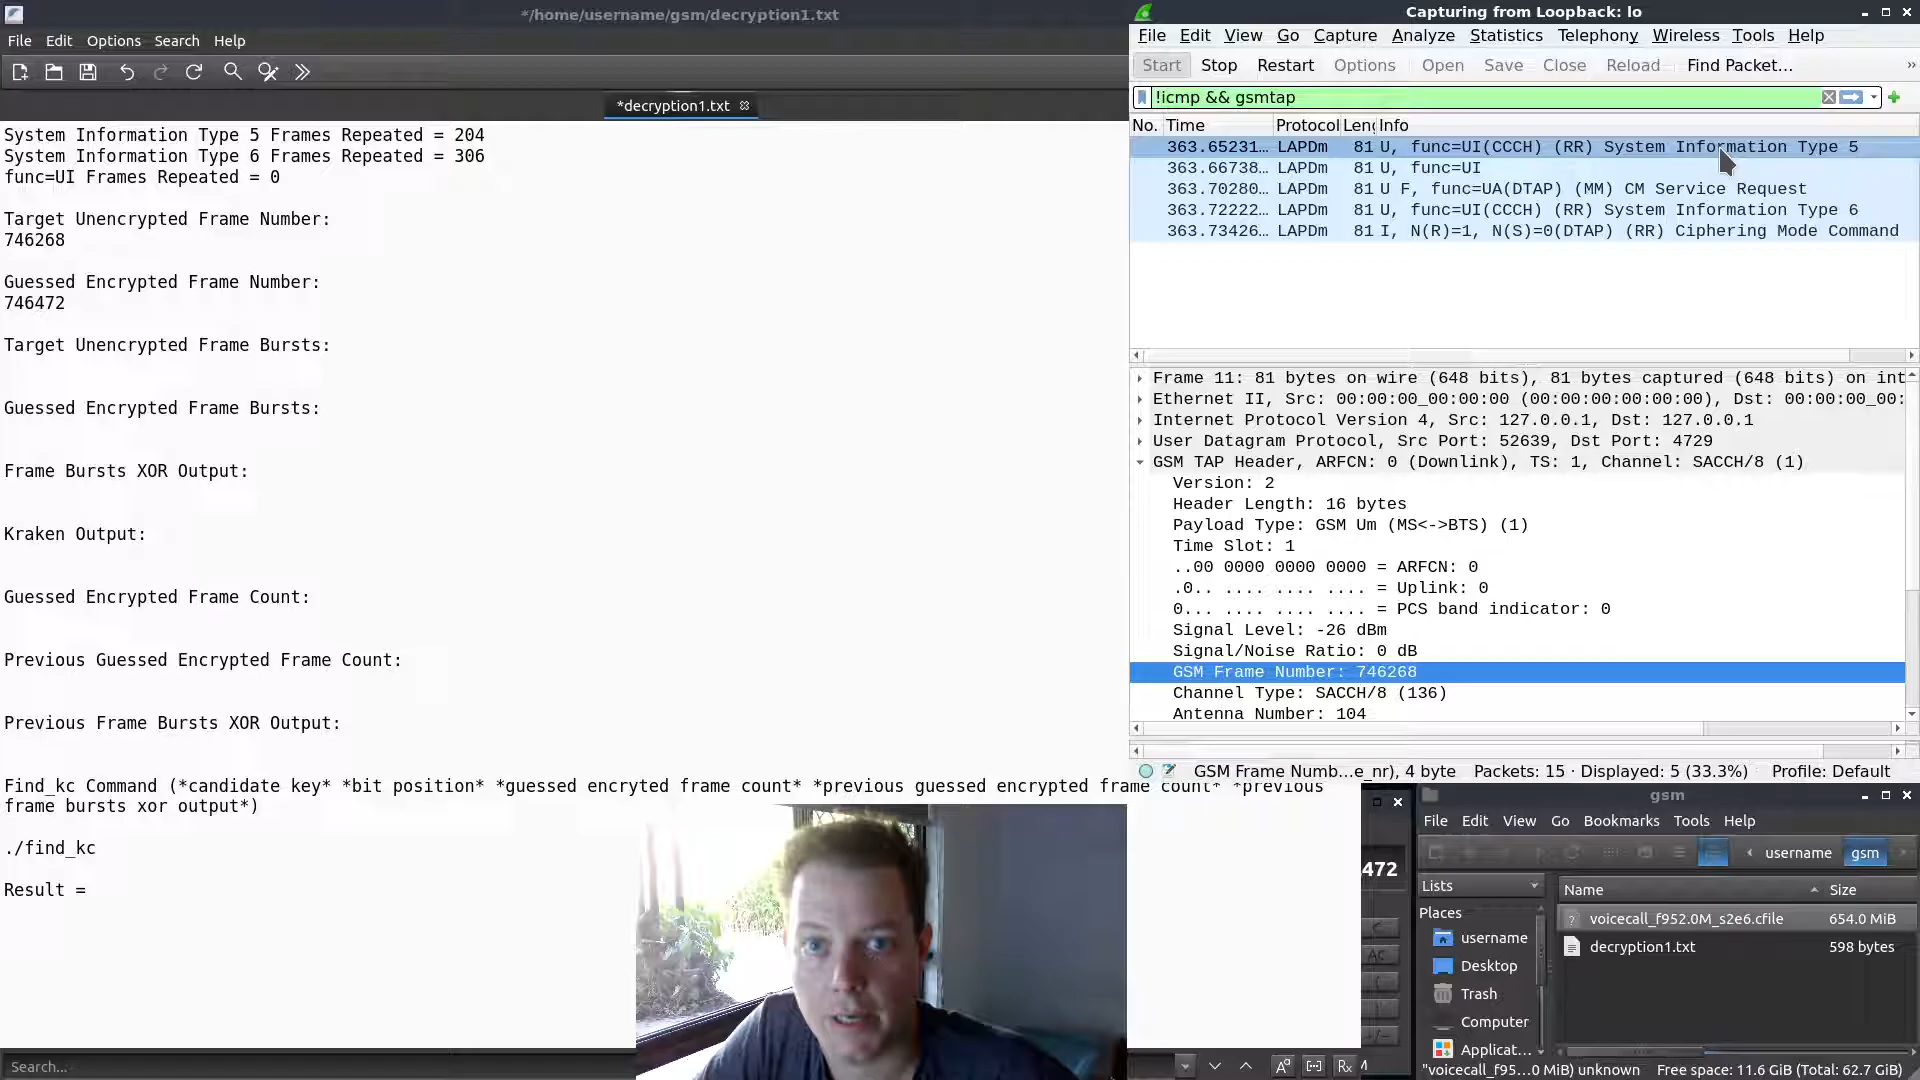 */home/username/gsm/decryption1.txt
File Edit Options Search Help
*decryption1.txt
System Information Type 5 Frames Repeated = 204
System Information Type 6 Frames Repeated = 306
func=UI Frames Repeated = 0
Target Unencrypted Frame Number:
746268
Guessed Encrypted Frame Number:
746472
Target Unencrypted Frame Bursts:
Guessed Encrypted Frame Bursts:
Frame Bursts XOR Output:
Kraken Output:
Guessed Encrypted Frame Count:
Previous Guessed Encrypted Frame Count:
Previous Frame Bursts XOR Output:
Find_kc Command (*candidate key* *bit position* *guessed encryted frame count* *previous guessed encrypted frame count* *previous
frame bursts xor output*)
./find_kc
Result =
Search...
Capturing from Loopback: lo
File Edit View Go Capture Analyze Statistics Telephony Wireless Tools Help
Start Stop Restart Options Open Save Close Reload Find Packet...
!icmp && gsmtap
No. Time Protocol Len Info
363.65231... LAPDm 81 U, func=UI(CCCH) (RR) System Information Type 5
363.66738... LAPDm 81 U, func=UI
363.70280... LAPDm 81 U F, func=UA(DTAP) (MM) CM Service Request
363.72222... LAPDm 81 U, func=UI(CCCH) (RR) System Information Type 6
363.73426... LAPDm 81 I, N(R)=1, N(S)=0(DTAP) (RR) Ciphering Mode Command
Frame 11: 81 bytes on wire (648 bits), 81 bytes captured (648 bits) on int
Ethernet II, Src: 00:00:00_00:00:00 (00:00:00:00:00:00), Dst: 00:00:00_00:
Internet Protocol Version 4, Src: 127.0.0.1, Dst: 127.0.0.1
User Datagram Protocol, Src Port: 52639, Dst Port: 4729
GSM TAP Header, ARFCN: 0 (Downlink), TS: 1, Channel: SACCH/8 (1)
Version: 2
Header Length: 16 bytes
Payload Type: GSM Um (MS<->BTS) (1)
Time Slot: 1
..00 0000 0000 0000 = ARFCN: 0
.0.. .... .... .... = Uplink: 0
0... .... .... .... = PCS band indicator: 0
Signal Level: -26 dBm
Signal/Noise Ratio: 0 dB
GSM Frame Number: 746268
Channel Type: SACCH/8 (136)
Antenna Number: 104
GSM Frame Numb...e_nr), 4 byte Packets: 15 · Displayed: 5 (33.3%) Profile: Default
472
AC
gsm
File Edit View Go Bookmarks Tools Help
username gsm
Lists
Name Size
Places
username
Desktop
Trash
Computer
Applicat...
voicecall_f952.0M_s2e6.cfile 654.0 MiB
decryption1.txt 598 bytes
"voicecall_f95...0 MiB) unknown Free space: 11.6 GiB (Total: 62.7 GiB)